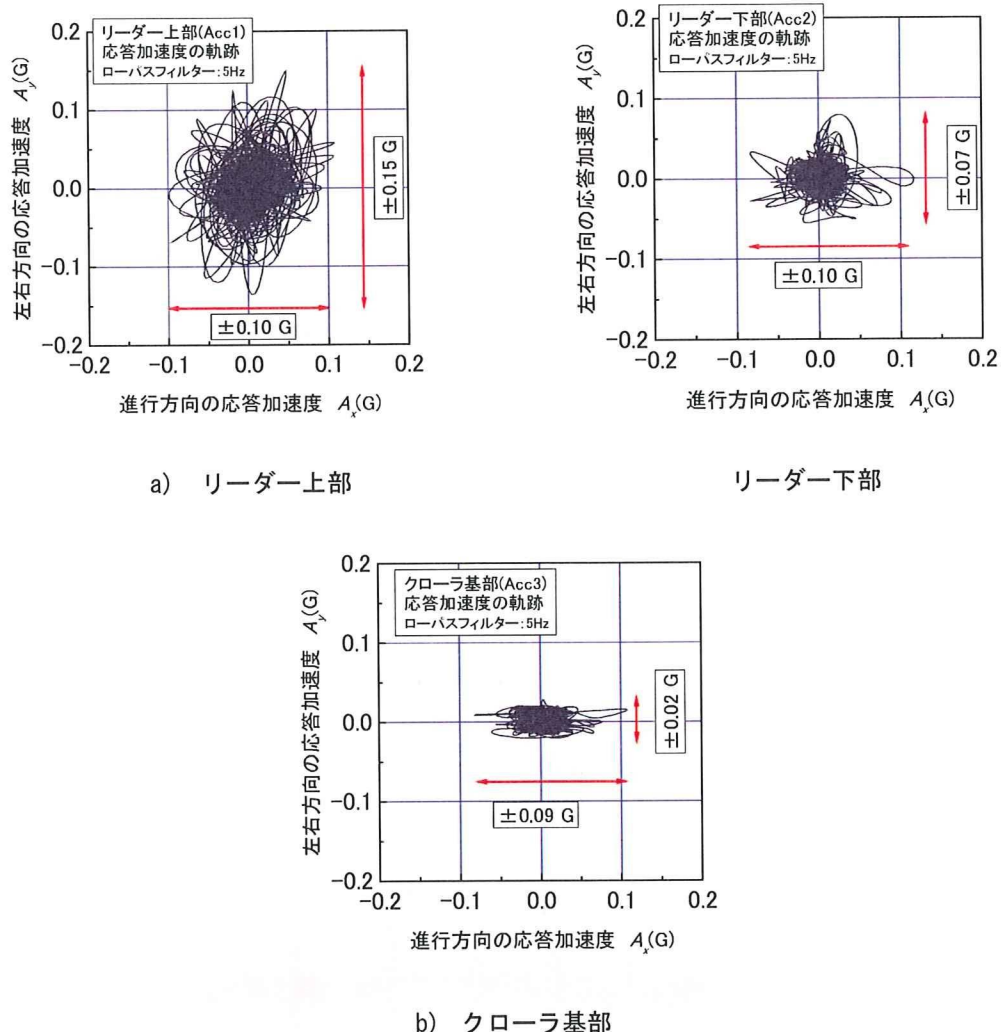 リーダー上部(Acc1)
応答加速度の軌跡
ローパスフィルター:5Hz
左右方向の応答加速度 Ay(G)
0.2
0.1
0.0
-0.1
-0.2
±0.15 G
±0.10 G
-0.2 -0.1 0.0 0.1 0.2
進行方向の応答加速度 Ax(G)
a) リーダー上部
リーダー下部(Acc2)
応答加速度の軌跡
ローパスフィルター:5Hz
左右方向の応答加速度 Ay(G)
0.2
0.1
0.0
-0.1
-0.2
±0.07 G
±0.10 G
-0.2 -0.1 0.0 0.1 0.2
進行方向の応答加速度 Ax(G)
リーダー下部
クローラ基部(Acc3)
応答加速度の軌跡
ローパスフィルター:5Hz
左右方向の応答加速度 Ay(G)
0.2
0.1
0.0
-0.1
-0.2
±0.02 G
±0.09 G
-0.2 -0.1 0.0 0.1 0.2
進行方向の応答加速度 Ax(G)
b) クローラ基部